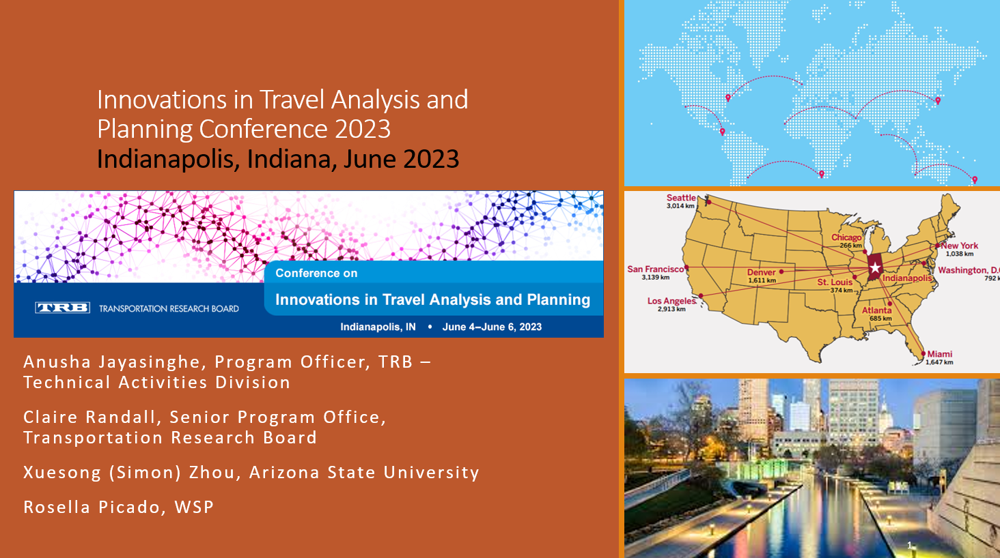 Innovations in Travel Analysis and
Planning Conference 2023
Indianapolis, Indiana, June 2023
Conference on
Innovations in Travel Analysis and Planning
TRB TRANSPORTATION RESEARCH BOARD
Indianapolis, IN • June 4–June 6, 2023
Anusha Jayasinghe, Program Officer, TRB –
Technical Activities Division
Claire Randall, Senior Program Office,
Transportation Research Board
Xuesong (Simon) Zhou, Arizona State University
Rosella Picado, WSP
Seattle
3,014 km
Chicago
266 km
New York
1,038 km
San Francisco
3,139 km
Denver
1,611 km
St. Louis
374 km
Indianapolis
Washington, D.C
792 k
Los Angeles
2,913 km
Atlanta
685 km
Miami
1,647 km
1